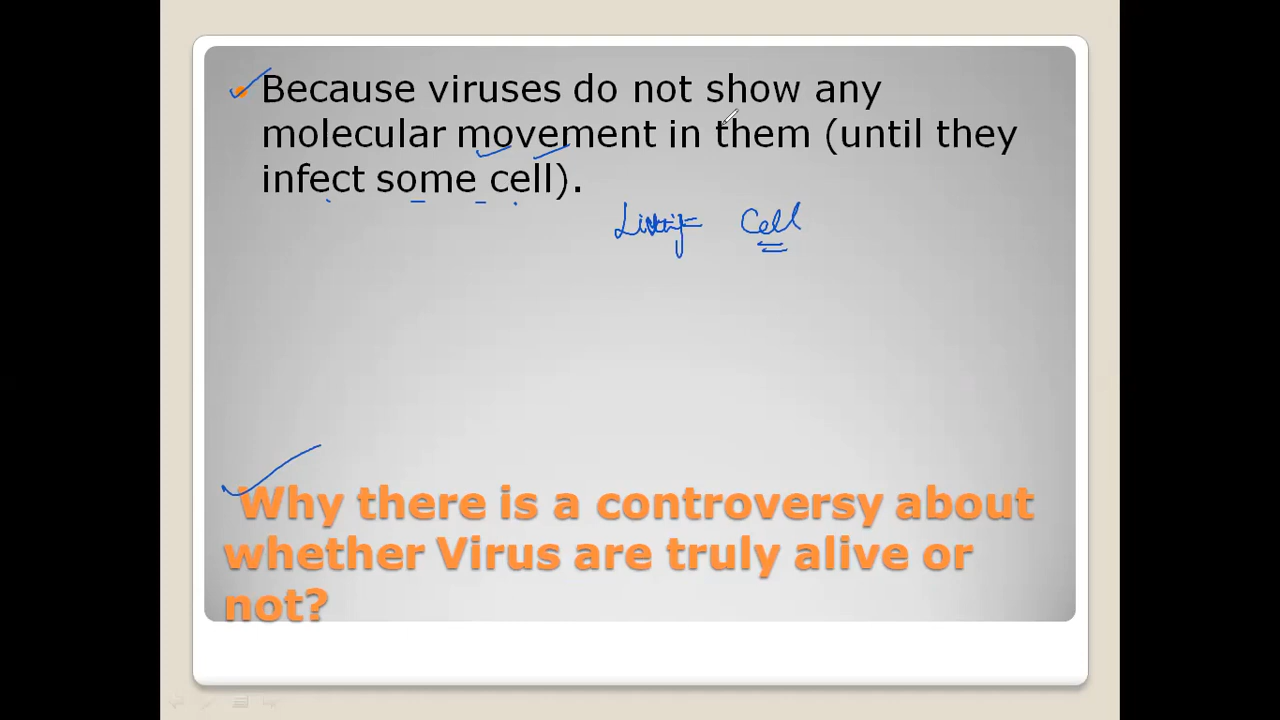 Because viruses do not show any
molecular movement in them (until they
infect some cell).
Living Cell
Why there is a controversy about
whether Virus are truly alive or
not?